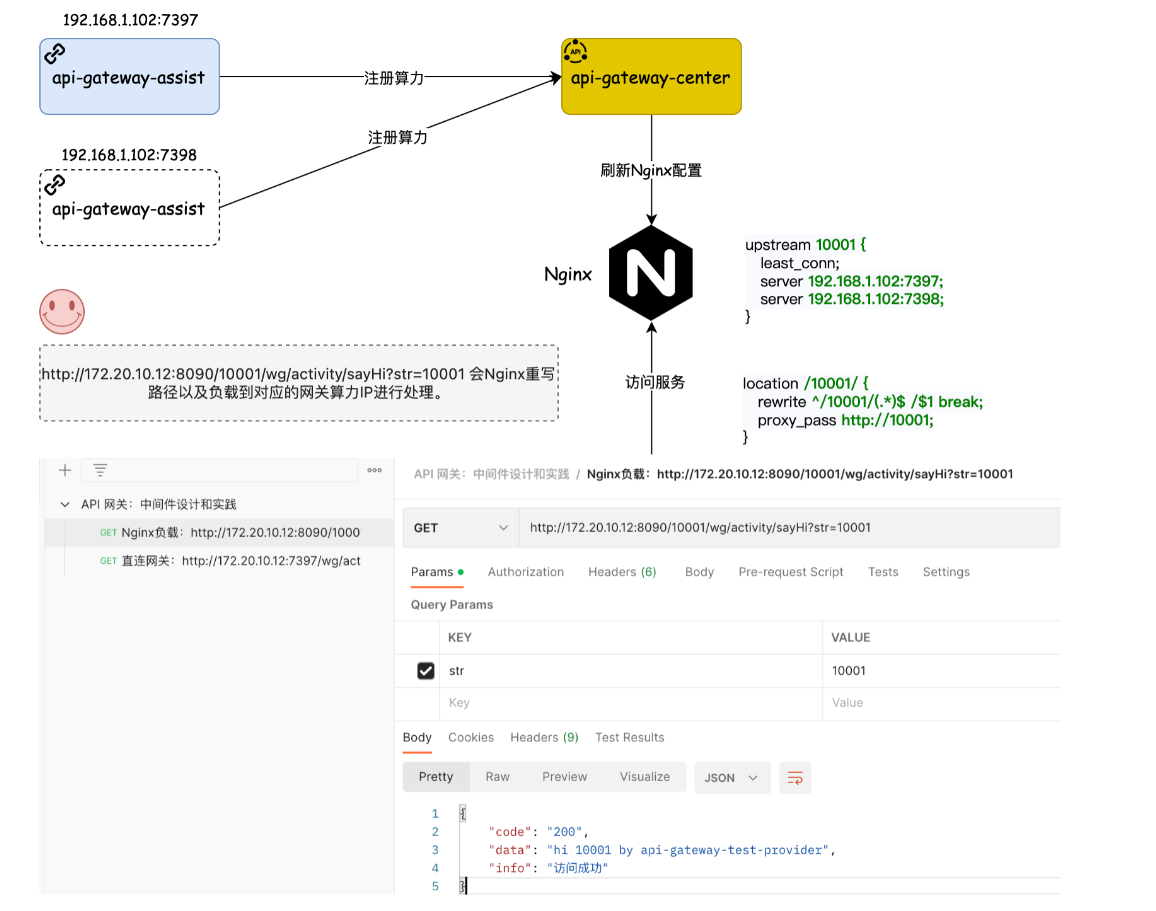 192.168.1.102:7397
api-gateway-assist
注册算力
API
api-gateway-center
注册算力
192.168.1.102:7398
api-gateway-assist
刷新Nginx配置
Nginx
N
upstream 10001 {
least_conn;
server 192.168.1.102:7397;
server 192.168.1.102:7398;
}
http://172.20.10.12:8090/10001/wg/activity/sayHi?str=10001 会Nginx重写
路径以及负载到对应的网关算力IP进行处理。
访问服务
location /10001/ {
rewrite ^/10001/(.*)$ /$1 break;
proxy_pass http://10001;
}
API 网关：中间件设计和实践
GET Nginx负载：http://172.20.10.12:8090/1000
GET 直连网关：http://172.20.10.12:7397/wg/act
API 网关：中间件设计和实践 / Nginx负载：http://172.20.10.12:8090/10001/wg/activity/sayHi?str=10001
GET http://172.20.10.12:8090/10001/wg/activity/sayHi?str=10001
Params Authorization Headers (6) Body Pre-request Script Tests Settings
Query Params
KEY VALUE
str 10001
Key Value
Body Cookies Headers (9) Test Results
Pretty Raw Preview Visualize JSON
1 {
2 "code": "200",
3 "data": "hi 10001 by api-gateway-test-provider",
4 "info": "访问成功"
5 }